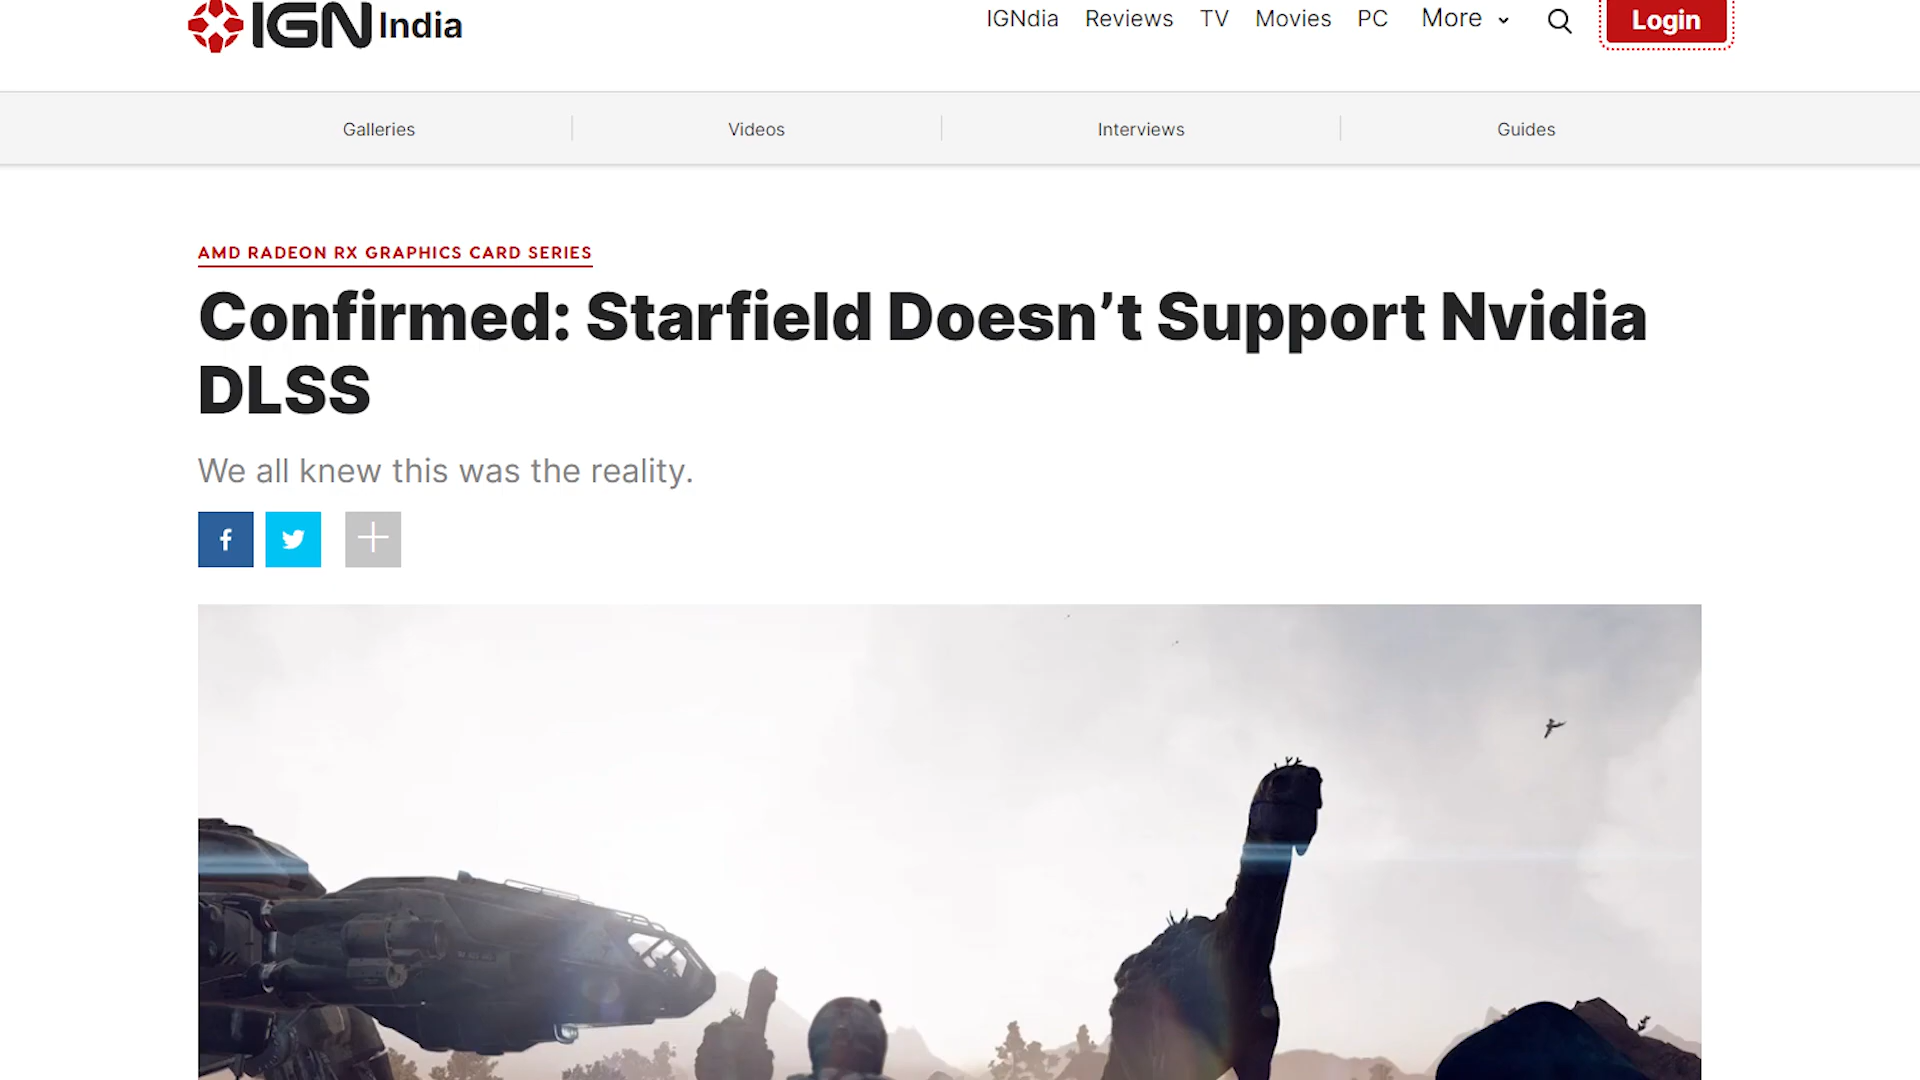 IGN India
IGNdia Reviews TV Movies PC More Login
Galleries Videos Interviews Guides
AMD RADEON RX GRAPHICS CARD SERIES
Confirmed: Starfield Doesn’t Support Nvidia
DLSS
We all knew this was the reality.